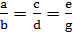 a/b = c/d = e/g